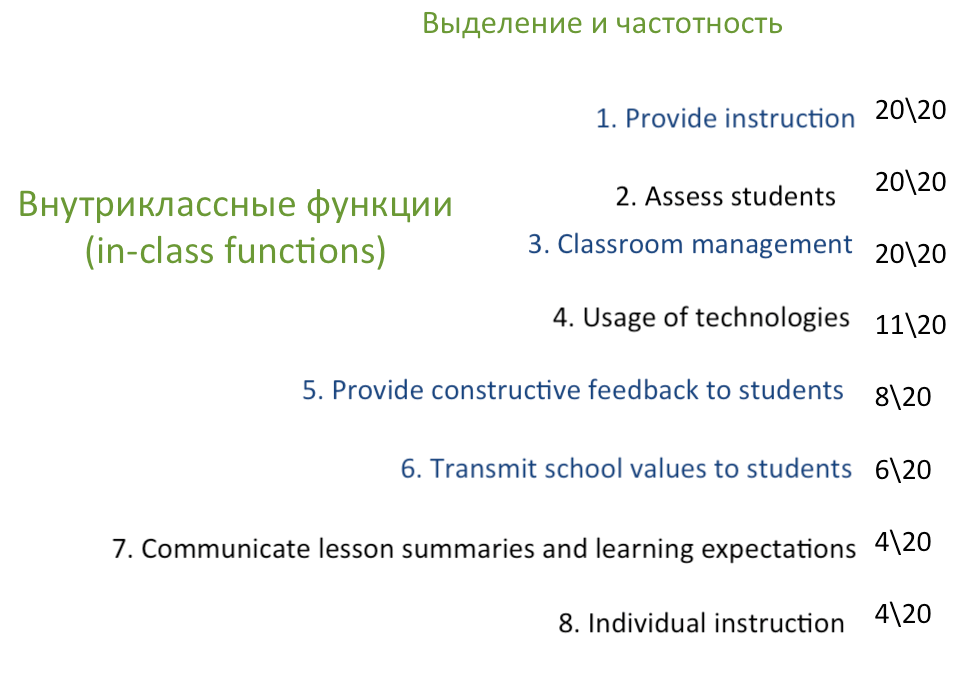 Выделение и частотность
1. Provide instruction 20\20
2. Assess students 20\20
Внутриклассные функции
(in-class functions)
3. Classroom management 20\20
4. Usage of technologies 11\20
5. Provide constructive feedback to students 8\20
6. Transmit school values to students 6\20
7. Communicate lesson summaries and learning expectations 4\20
8. Individual instruction 4\20